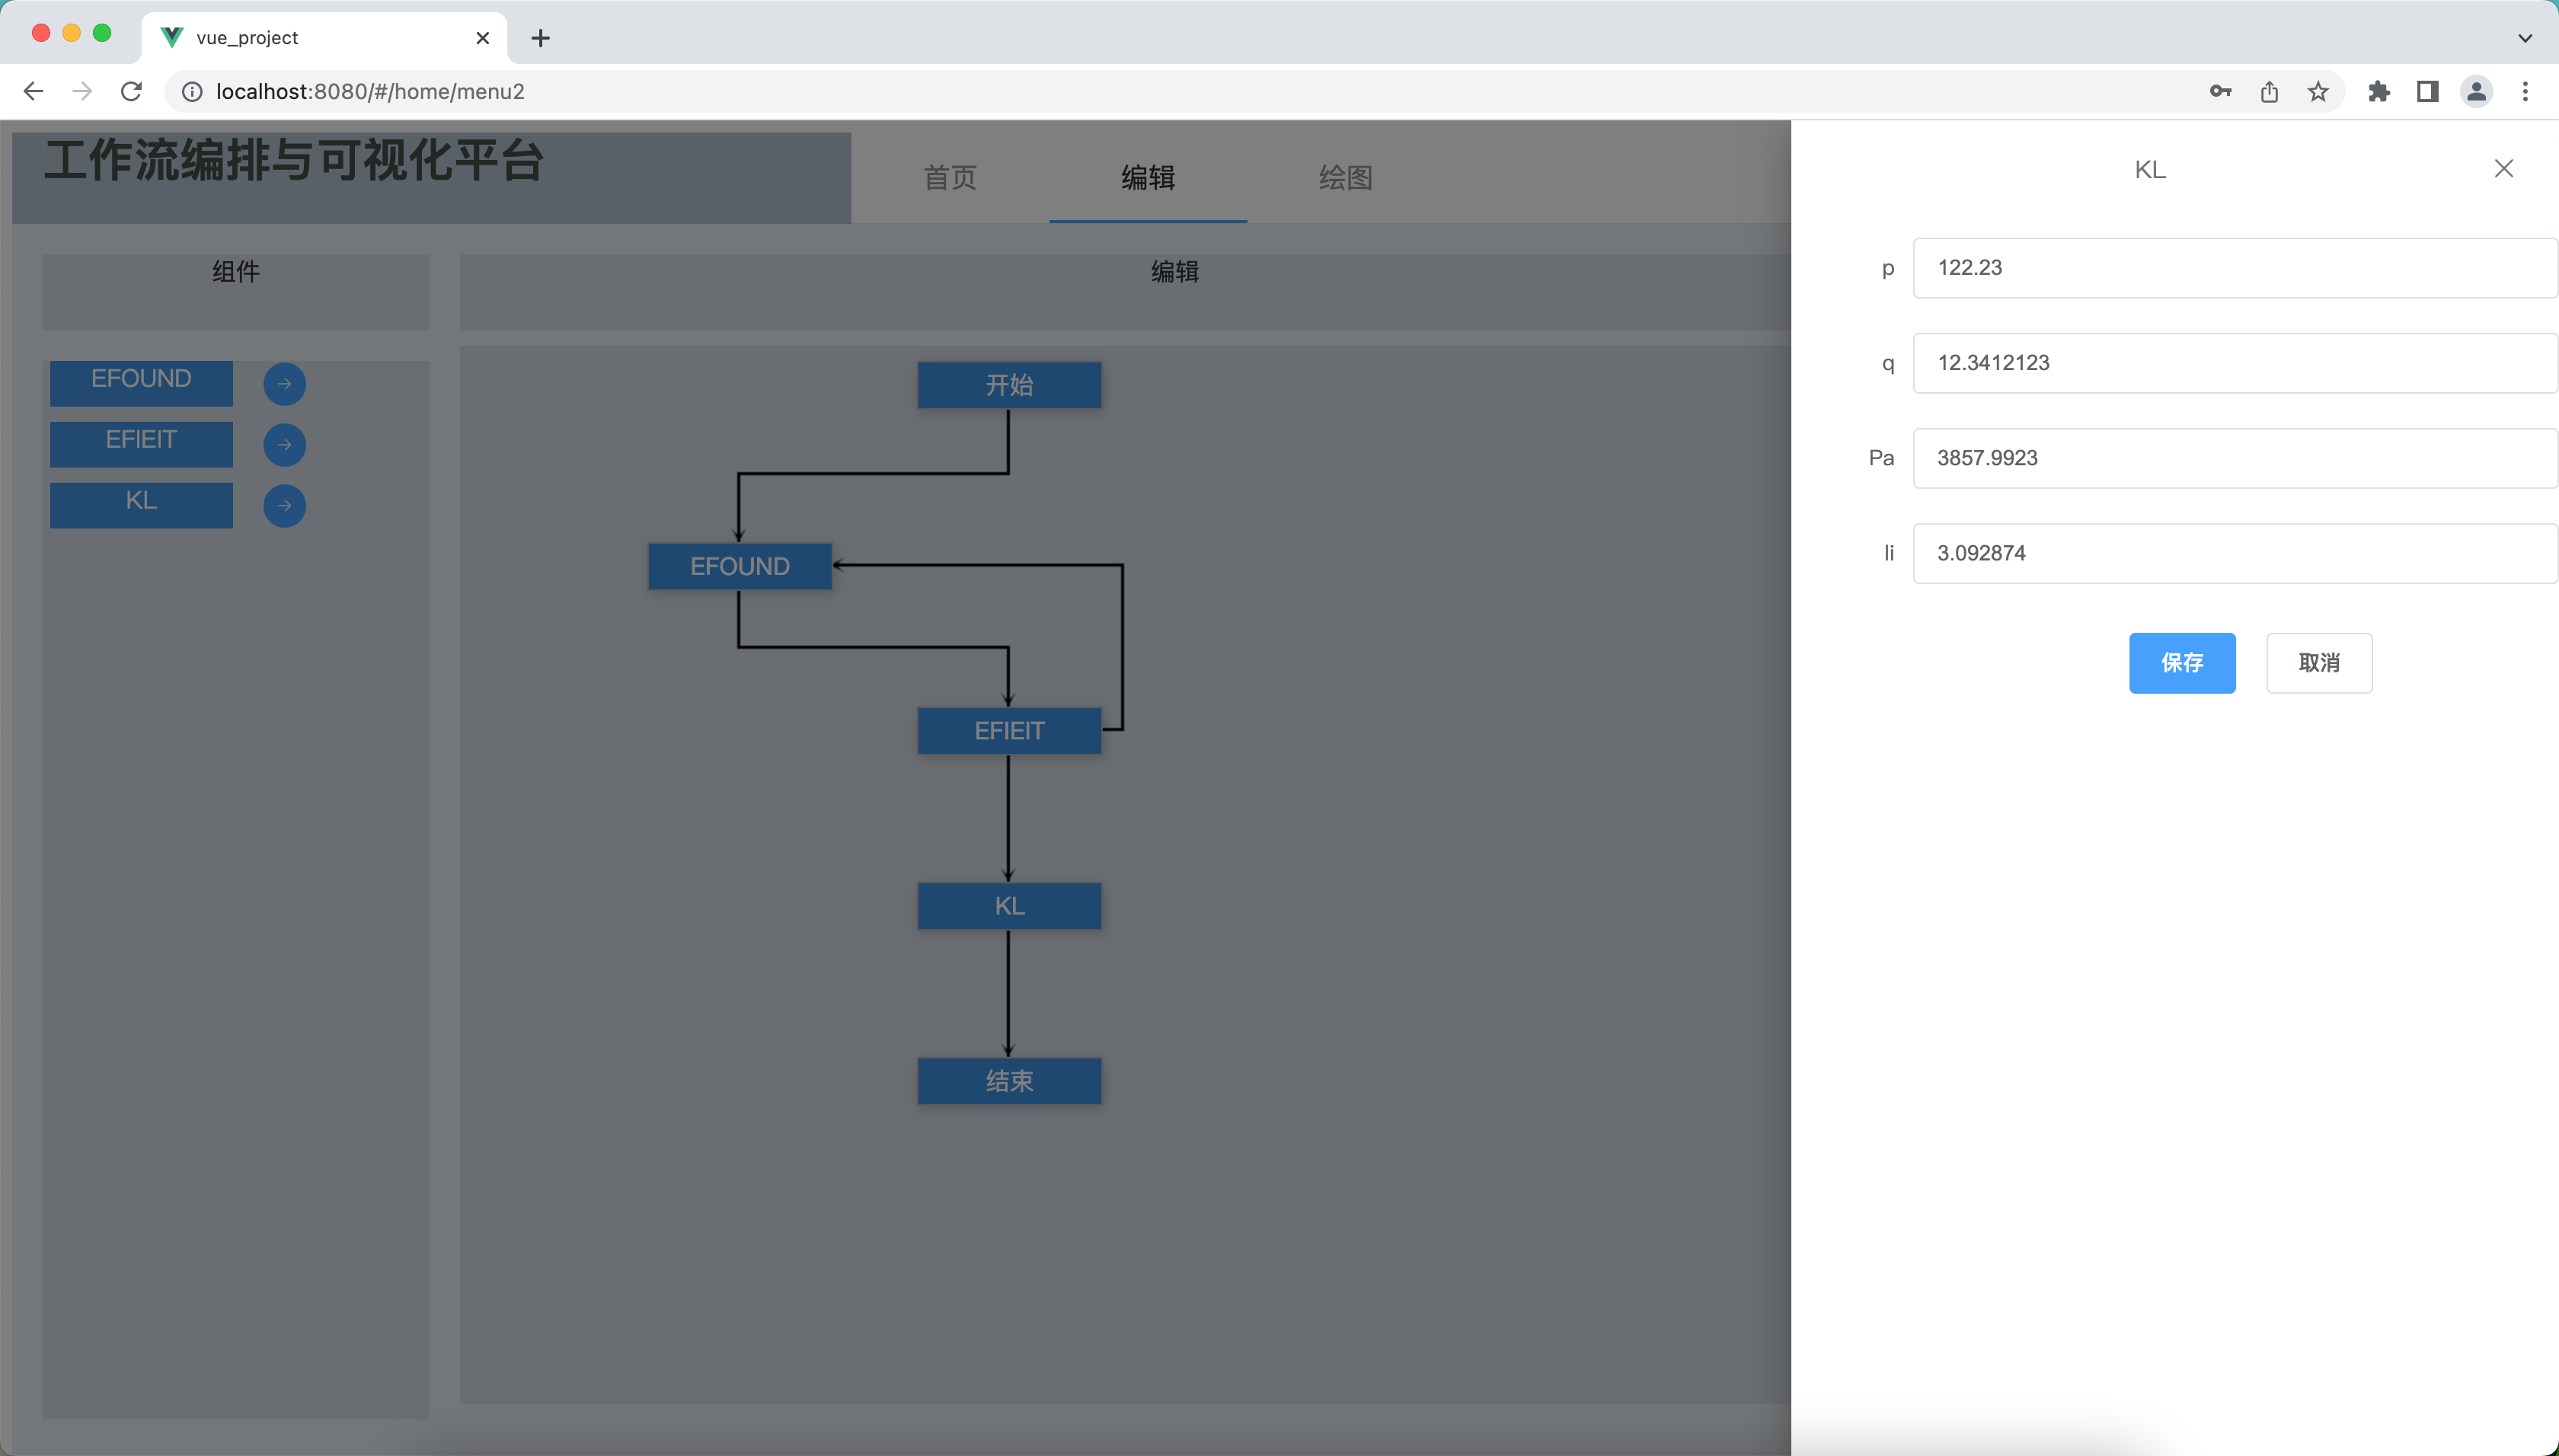 vue_project
localhost:8080/#/home/menu2
工作流编排与可视化平台
首页
编辑
绘图
组件
编辑
EFOUND
EFIEIT
KL
开始
EFOUND
EFIEIT
KL
结束
KL
p 122.23
q 12.3412123
Pa 3857.9923
li 3.092874
保存 取消